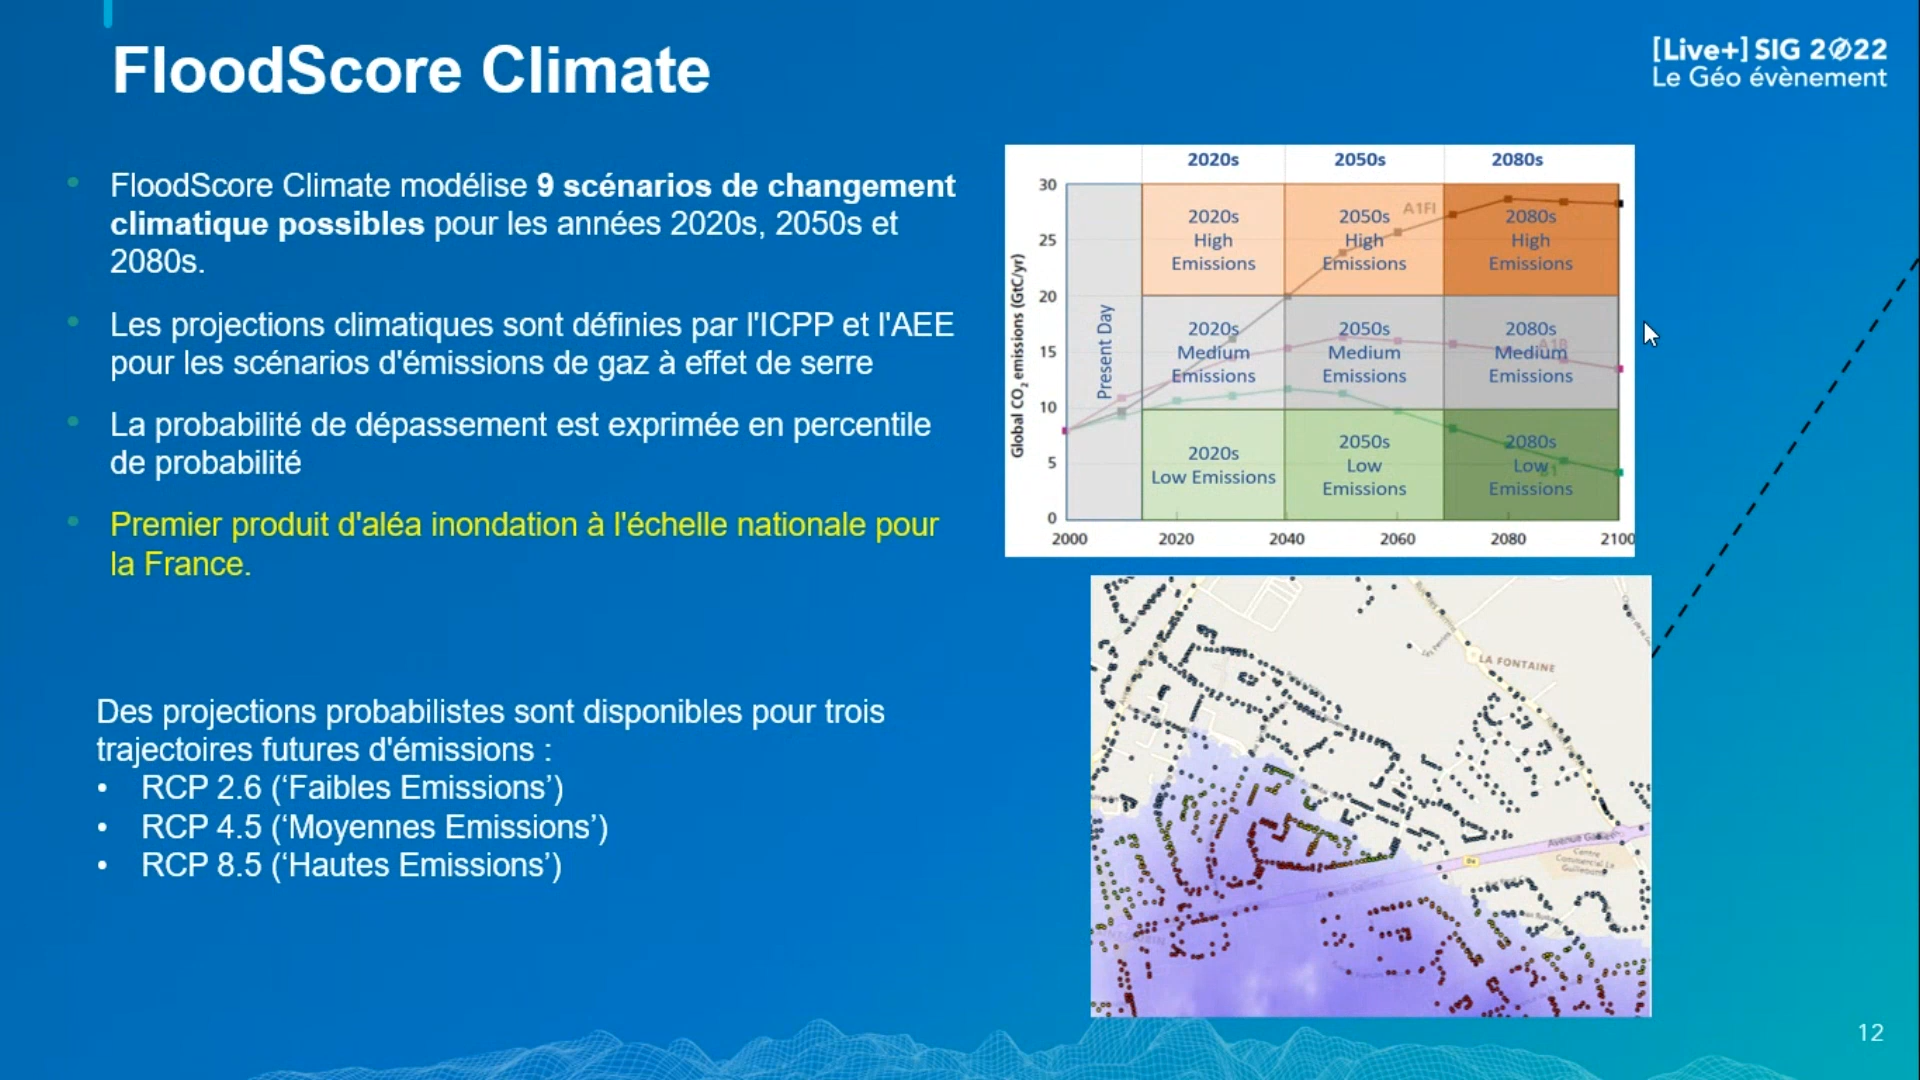 FloodScore Climate
[Live+] SIG 2022
Le Géo évènement
FloodScore Climate modélise 9 scénarios de changement
climatique possibles pour les années 2020s, 2050s et
2080s.
Les projections climatiques sont définies par l'ICPP et l'AEE
pour les scénarios d'émissions de gaz à effet de serre
La probabilité de dépassement est exprimée en percentile
de probabilité
Premier produit d'aléa inondation à l'échelle nationale pour
la France.
Des projections probabilistes sont disponibles pour trois
trajectoires futures d'émissions :
• RCP 2.6 (‘Faibles Emissions’)
• RCP 4.5 (‘Moyennes Emissions’)
• RCP 8.5 (‘Hautes Emissions’)
2020s 2050s 2080s
Global CO2 emissions (GtC/yr)
30
25
20
15
10
5
0
Present Day
2020s
High
Emissions
2050s
High
Emissions
2080s
High
Emissions
A1FI
2020s
Medium
Emissions
2050s
Medium
Emissions
2080s
Medium
Emissions
A1B
2020s
Low Emissions
2050s
Low
Emissions
2080s
Low
Emissions
B1
2000 2020 2040 2060 2080 2100
LA FONTAINE
Centre
Commercial La
12